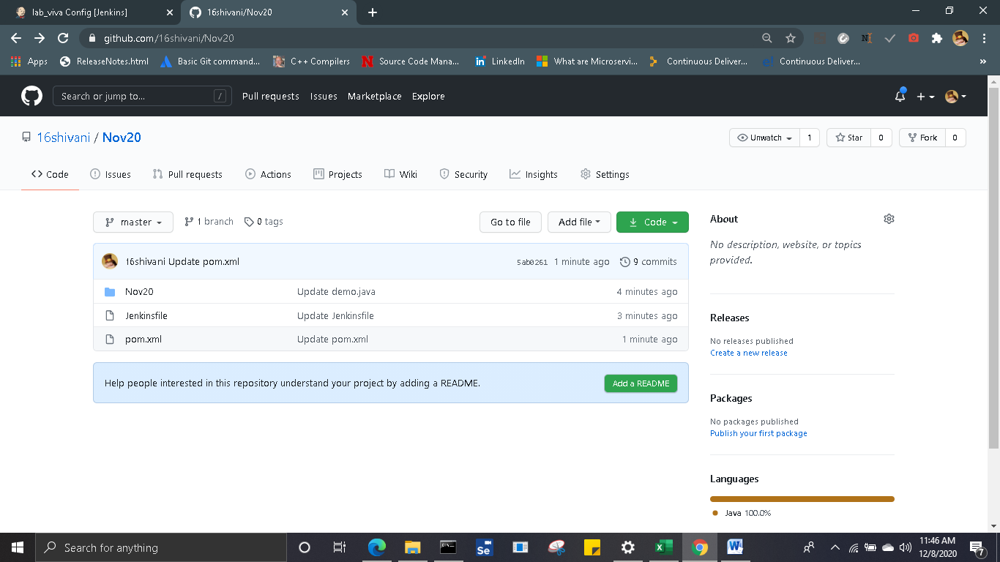 lab_viva Config [Jenkins]
16shivani/Nov20
github.com/16shivani/Nov20
Apps
ReleaseNotes.html
Basic Git command...
C++ Compilers
Source Code Mana...
LinkedIn
What are Microservi...
Continuous Deliver...
Continuous Deliver...
»
Search or jump to...
/
Pull requests
Issues
Marketplace
Explore
16shivani / Nov20
Unwatch
1
Star
0
Fork
0
Code
Issues
Pull requests
Actions
Projects
Wiki
Security
Insights
Settings
master
1 branch
0 tags
Go to file
Add file
Code
16shivani Update pom.xml
5ab0261
1 minute ago
9 commits
Nov20
Update demo.java
4 minutes ago
Jenkinsfile
Update Jenkinsfile
3 minutes ago
pom.xml
Update pom.xml
1 minute ago
Help people interested in this repository understand your project by adding a README.
Add a README
About
No description, website, or topics
provided.
Releases
No releases published
Create a new release
Packages
No packages published
Publish your first package
Languages
Java 100.0%
Search for anything
Se
11:46 AM
12/8/2020
7